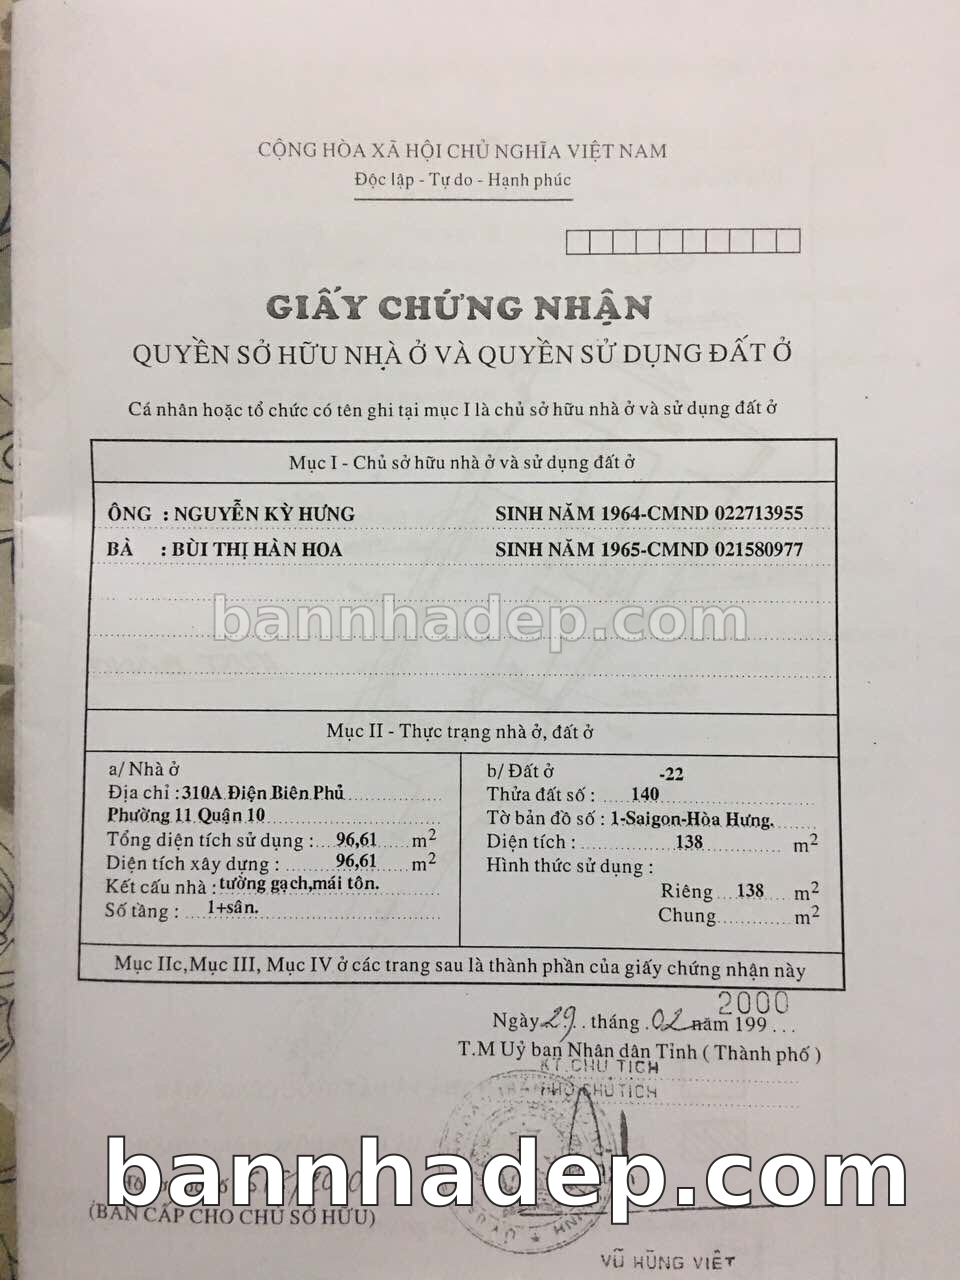 CỘNG HÒA XÃ HỘI CHỦ NGHĨA VIỆT NAM
Độc lập - Tự do - Hạnh phúc
GIẤY CHỨNG NHẬN
QUYỀN SỞ HỮU NHÀ Ở VÀ QUYỀN SỬ DỤNG ĐẤT Ở
Cá nhân hoặc tổ chức có tên ghi tại mục I là chủ sở hữu nhà ở và sử dụng đất ở
Mục I - Chủ sở hữu nhà ở và sử dụng đất ở
ÔNG : NGUYỄN KỲ HƯNG SINH NĂM 1964-CMND 022713955
BÀ : BÙI THỊ HÀN HOA SINH NĂM 1965-CMND 021580977
bannhadep.com
Mục II - Thực trạng nhà ở, đất ở
a/ Nhà ở
Địa chỉ : 310A Điện Biên Phủ
Phường 11 Quận 10
Tổng diện tích sử dụng : 96,61 m2
Diện tích xây dựng : 96,61 m2
Kết cấu nhà : tường gạch,mái tôn.
Số tầng : 1+sân.
b/ Đất ở -22
Thửa đất số : 140
Tờ bản đồ số : 1-Saigon-Hòa Hưng.
Diện tích : 138 m2
Hình thức sử dụng :
Riêng 138 m2
Chung m2
Mục IIc, Mục III, Mục IV ở các trang sau là thành phần của giấy chứng nhận này
2000
Ngày 29 tháng 02 năm 199...
T.M Uỷ ban Nhân dân Tỉnh ( Thành phố )
KT. CHỦ TỊCH
PHÓ CHỦ TỊCH
bannhadep.com
(BẢN CẤP CHO CHỦ SỞ HỮU)
VŨ HÙNG VIỆT